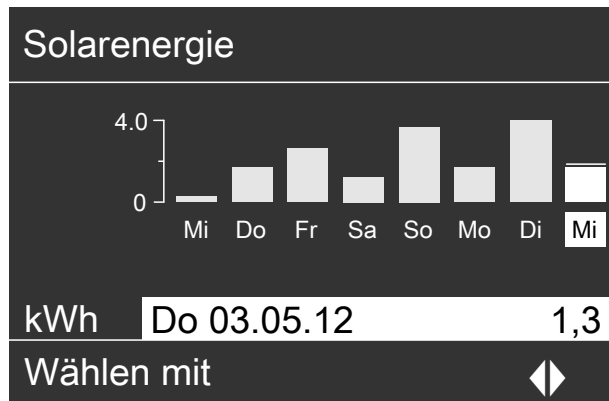 Solarenergie
4.0
0
Mi Do Fr Sa So Mo Di Mi
kWh Do 03.05.12 1,3
Wählen mit